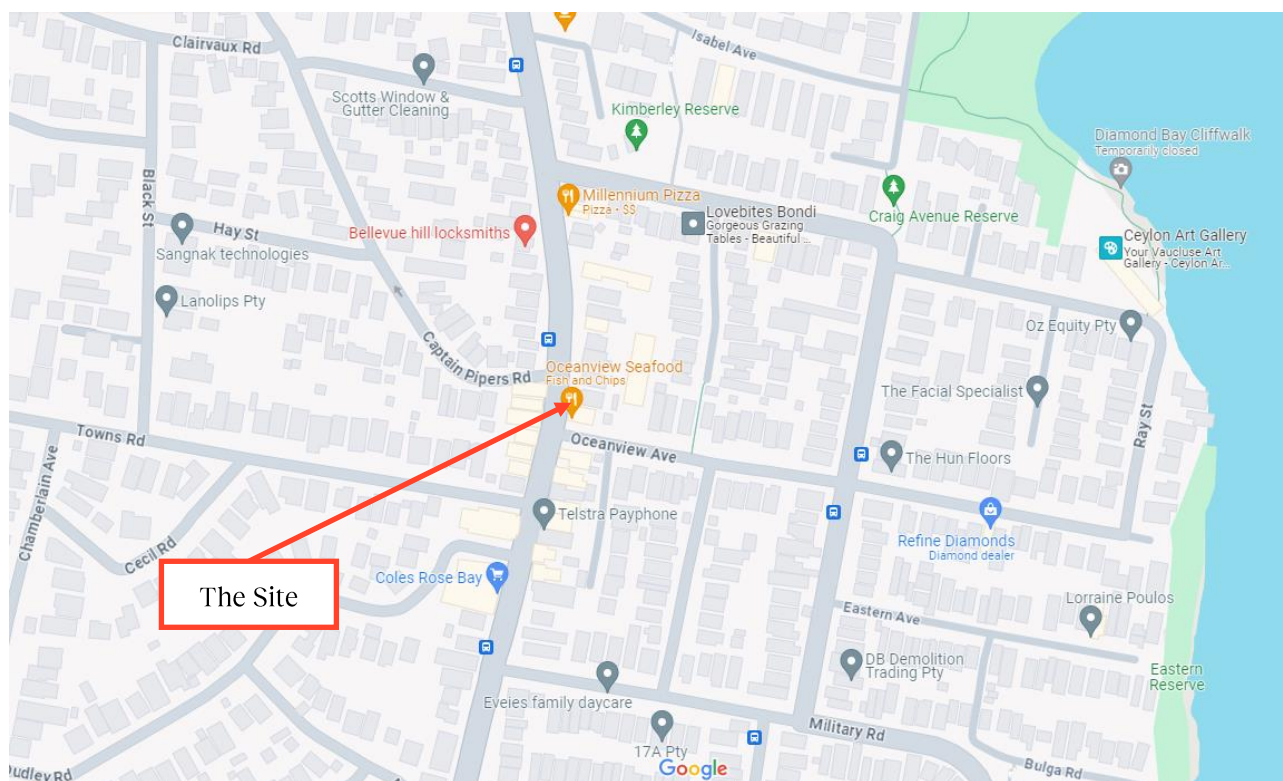 Clairvaux Rd
Isabel Ave
Scotts Window &
Gutter Cleaning
Kimberley Reserve
Diamond Bay Cliffwalk
Temporarily closed
Black St
Millennium Pizza
Pizza • $$
Lovebites Bondi
Gorgeous Grazing
Tables - Beautiful ...
Craig Avenue Reserve
Hay St
Bellevue hill locksmiths
Sangnak technologies
Ceylon Art Gallery
Your Vaucluse Art
Gallery - Ceylon Ar...
Lanolips Pty
Oz Equity Pty
Captain Pipers Rd
Oceanview Seafood
Fish and Chips
The Facial Specialist
Ray St
Towns Rd
Oceanview Ave
The Hun Floors
Chamberlain Ave
Telstra Payphone
Refine Diamonds
Diamond dealer
Cecil Rd
Coles Rose Bay
The Site
Lorraine Poulos
Eastern Ave
DB Demolition
Trading Pty
Eastern
Reserve
Eveies family daycare
Military Rd
17A Pty
Google
Bulga Rd
udley Rd